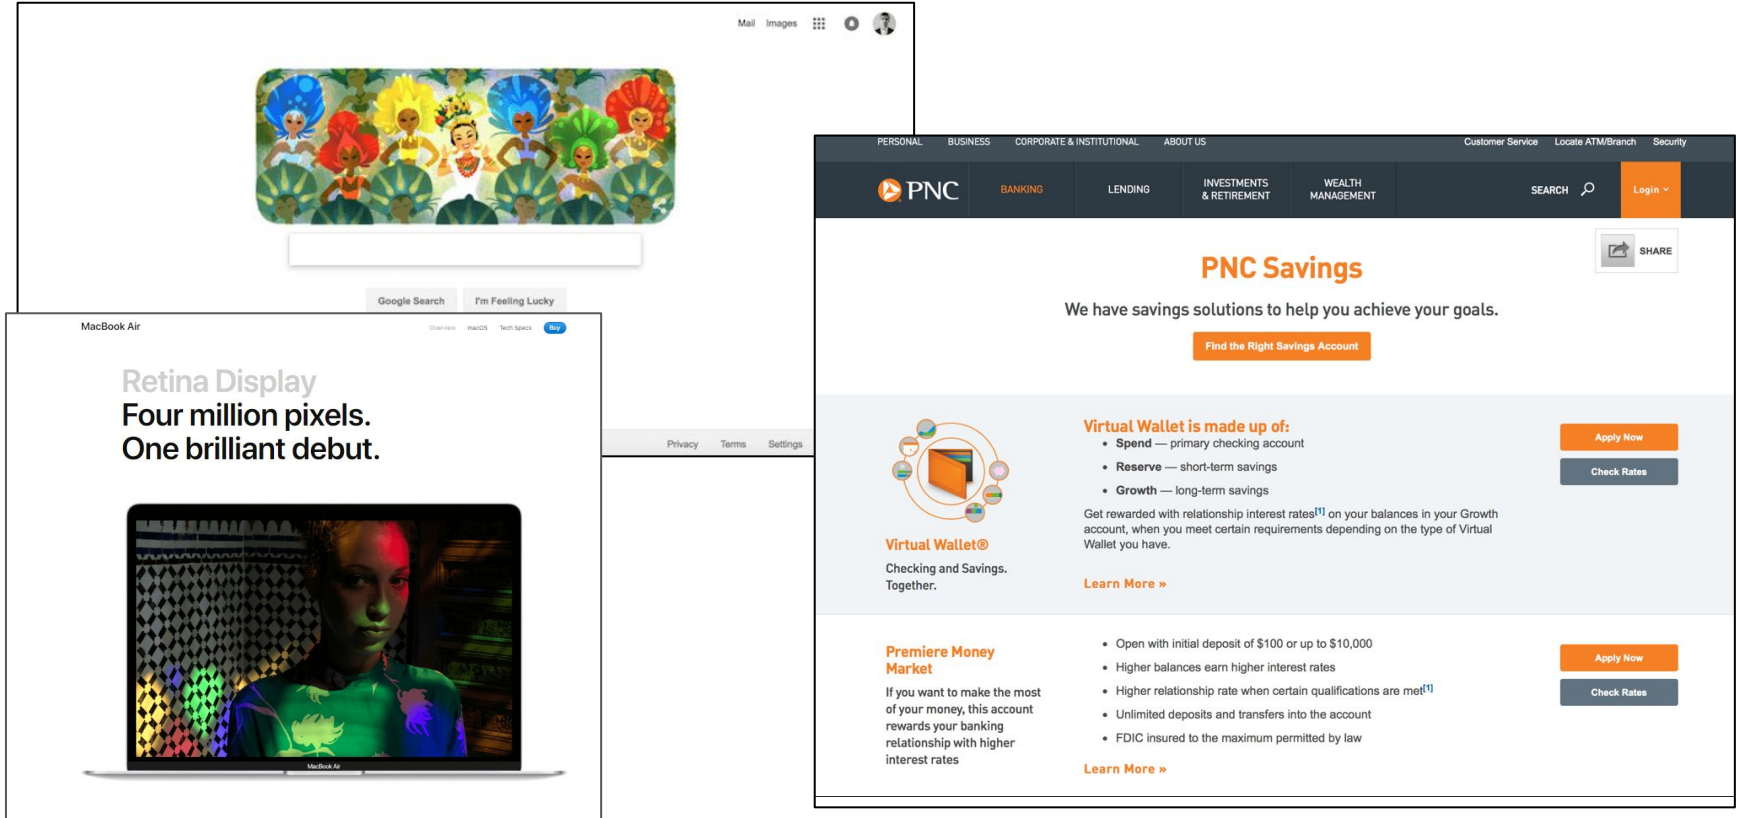 Mail Images
Google Search I'm Feeling Lucky
Privacy Terms Settings
MacBook Air
Overview macOS Tech Specs Buy
Retina Display
Four million pixels.
One brilliant debut.
MacBook Air
PERSONAL BUSINESS CORPORATE & INSTITUTIONAL ABOUT US
Customer Service Locate ATM/Branch Security
PNC
BANKING
LENDING
INVESTMENTS
& RETIREMENT
WEALTH
MANAGEMENT
SEARCH
Login
SHARE
PNC Savings
We have savings solutions to help you achieve your goals.
Find the Right Savings Account
Virtual Wallet®
Checking and Savings.
Together.
Virtual Wallet is made up of:
• Spend — primary checking account
• Reserve — short-term savings
• Growth — long-term savings
Get rewarded with relationship interest rates[1] on your balances in your Growth
account, when you meet certain requirements depending on the type of Virtual
Wallet you have.
Learn More »
Apply Now
Check Rates
Premiere Money
Market
If you want to make the most
of your money, this account
rewards your banking
relationship with higher
interest rates
• Open with initial deposit of $100 or up to $10,000
• Higher balances earn higher interest rates
• Higher relationship rate when certain qualifications are met[1]
• Unlimited deposits and transfers into the account
• FDIC insured to the maximum permitted by law
Learn More »
Apply Now
Check Rates